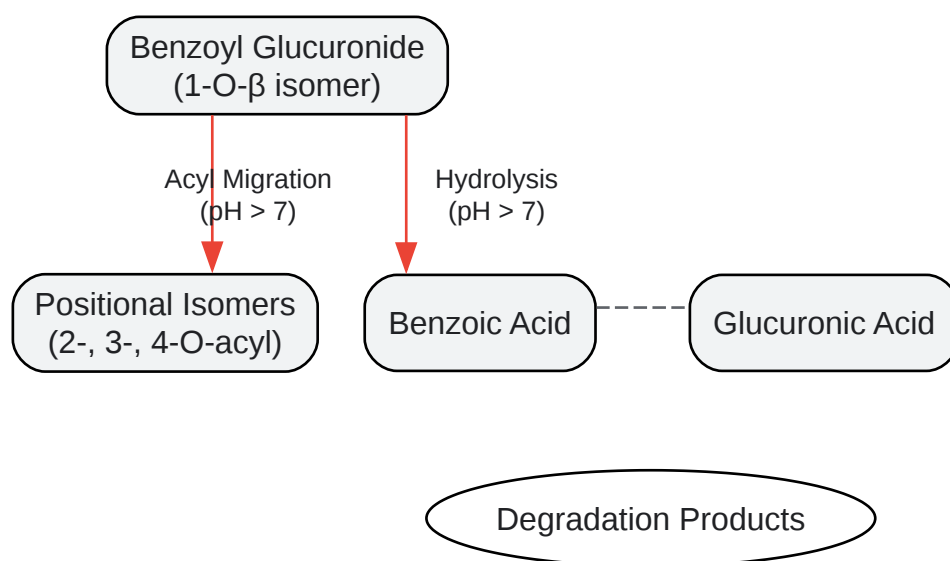 Benzoyl Glucuronide
(1-O-β isomer)
Acyl Migration
(pH > 7)
Hydrolysis
(pH > 7)
Positional Isomers
(2-, 3-, 4-O-acyl)
Benzoic Acid
Glucuronic Acid
Degradation Products